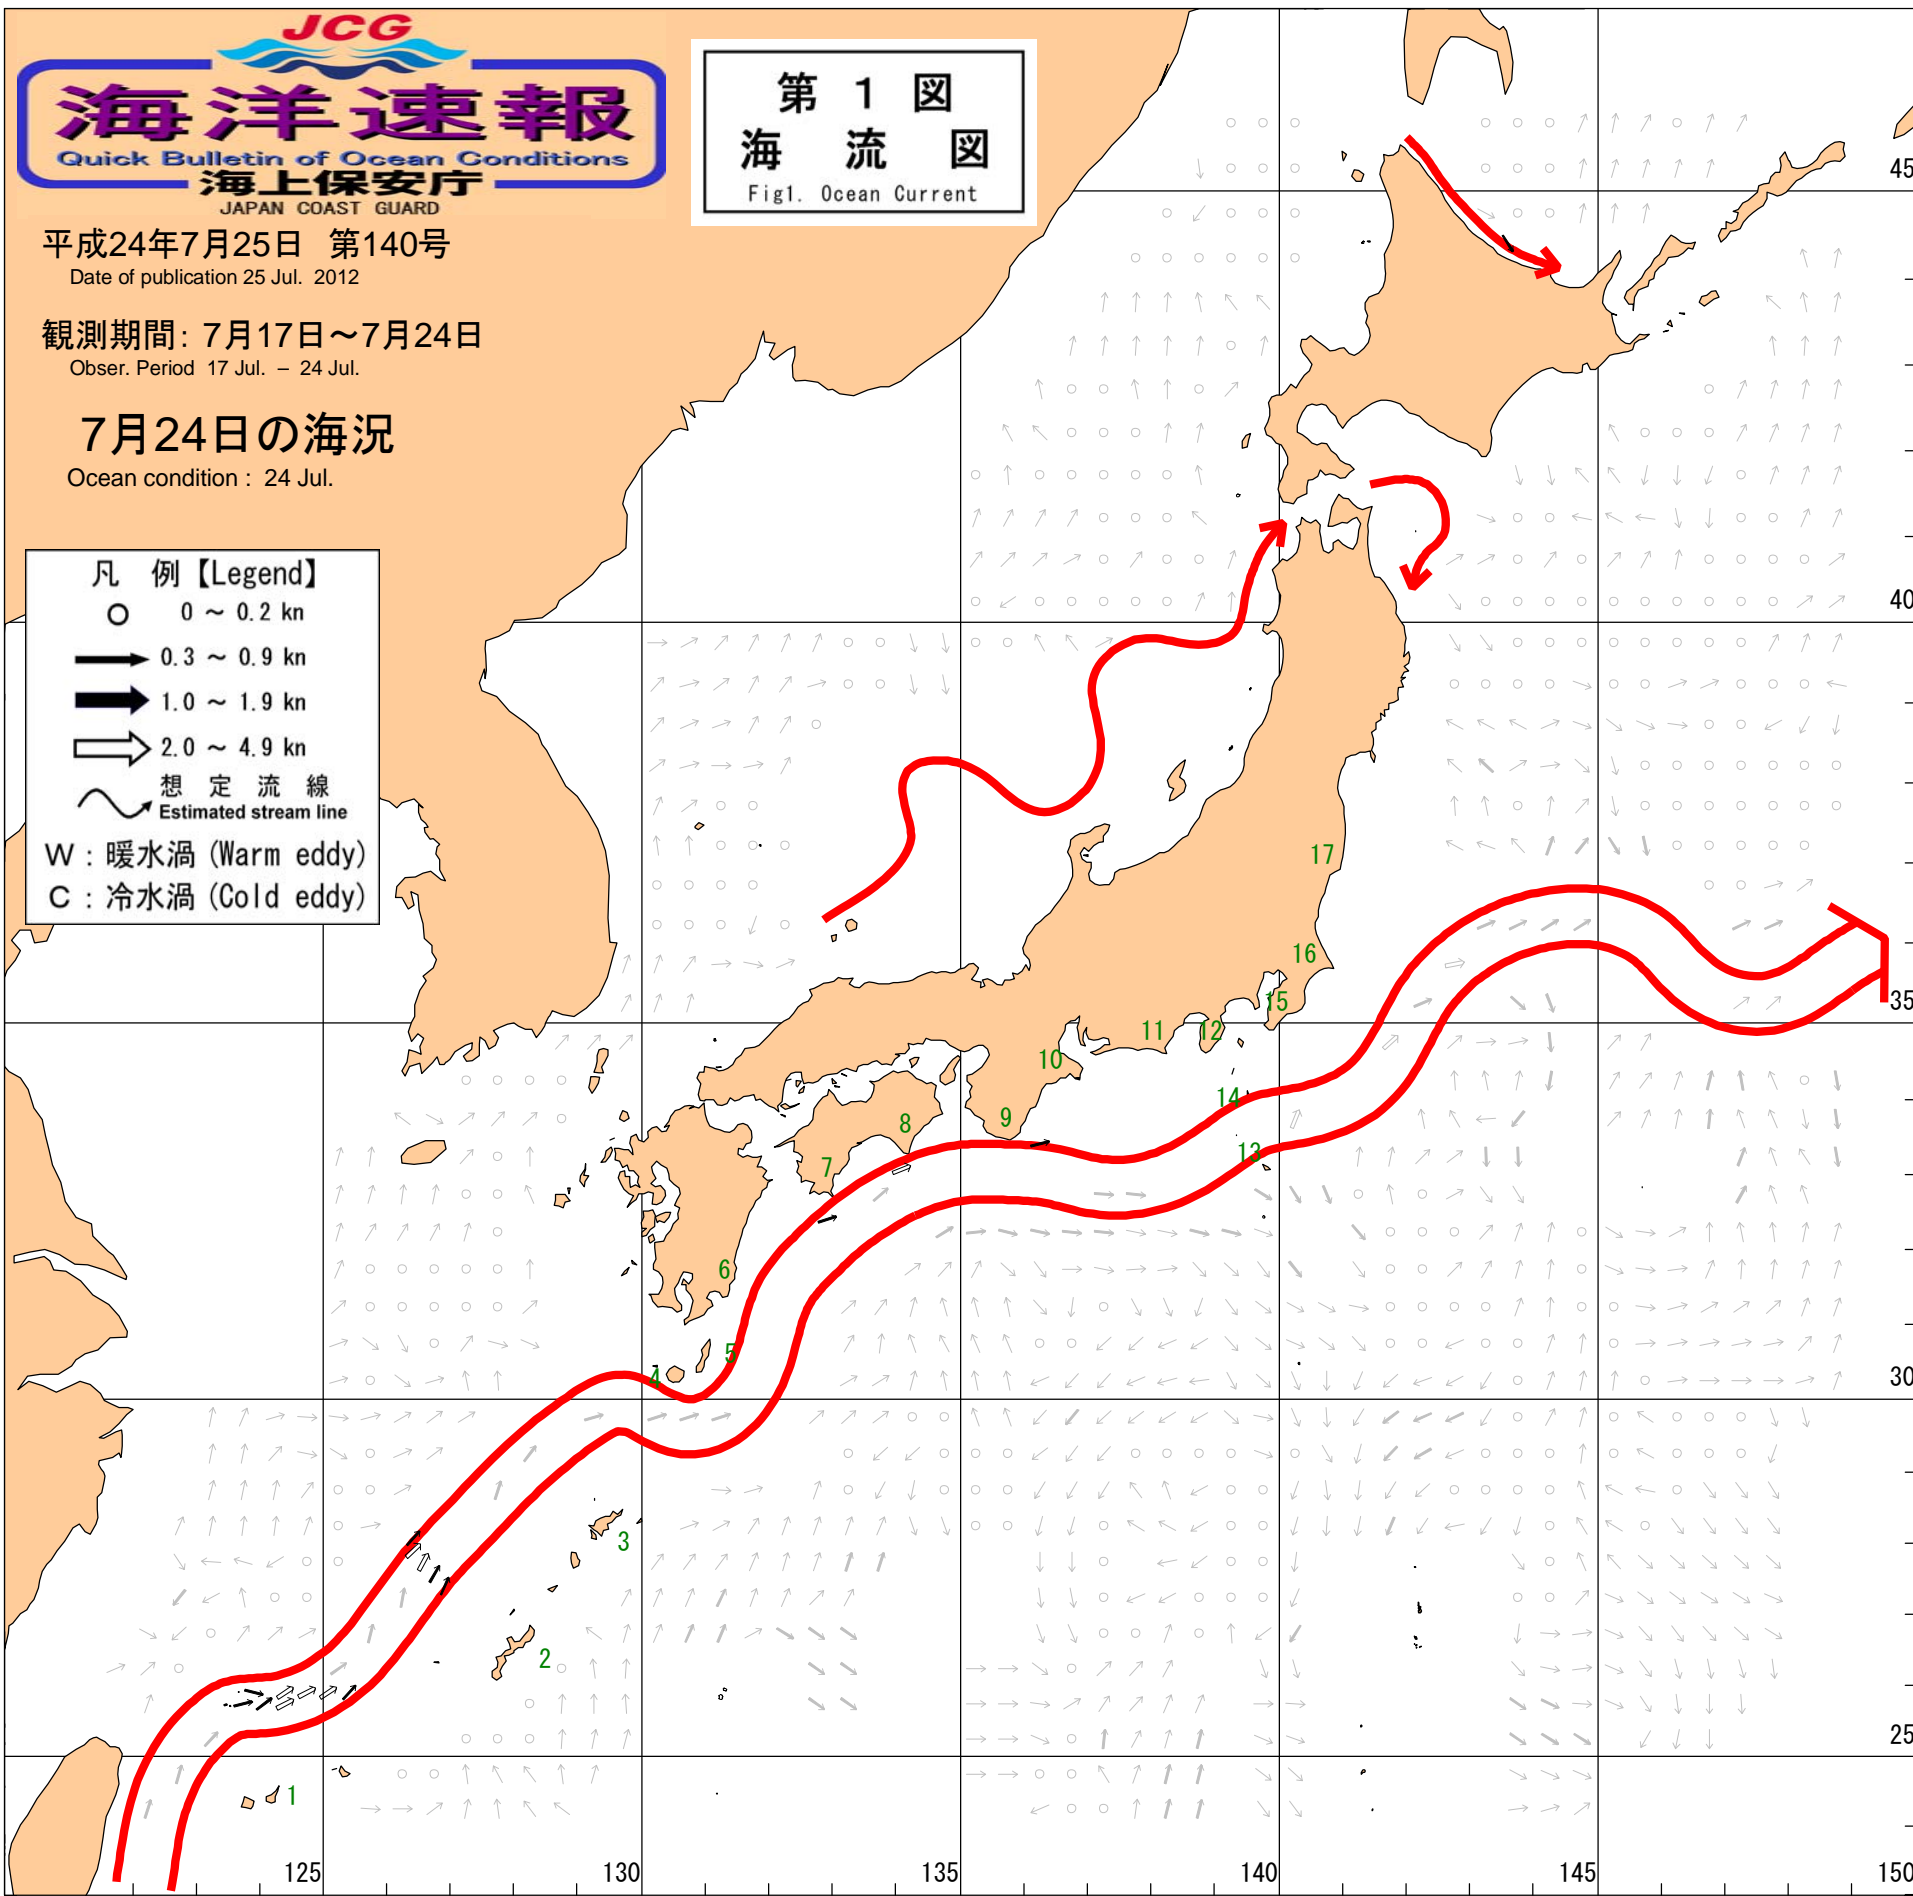 JCG
海洋速報
Quick Bulletin of Ocean Conditions
海上保安庁
JAPAN COAST GUARD
平成24年7月25日 第140号
Date of publication 25 Jul. 2012
観測期間: 7月17日～7月24日
Obser. Period 17 Jul. – 24 Jul.
7月24日の海況
Ocean condition : 24 Jul.
第 1 図
海 流 図
Fig1. Ocean Current
凡 例【Legend】
0 ～ 0.2 kn
0.3 ～ 0.9 kn
1.0 ～ 1.9 kn
2.0 ～ 4.9 kn
想 定 流 線
Estimated stream line
W : 暖水渦 (Warm eddy)
C : 冷水渦 (Cold eddy)
45
40
17
16
35
15
12
11
10
14
9
8
13
7
6
5
4
30
3
2
25
1
125
130
135
140
145
150